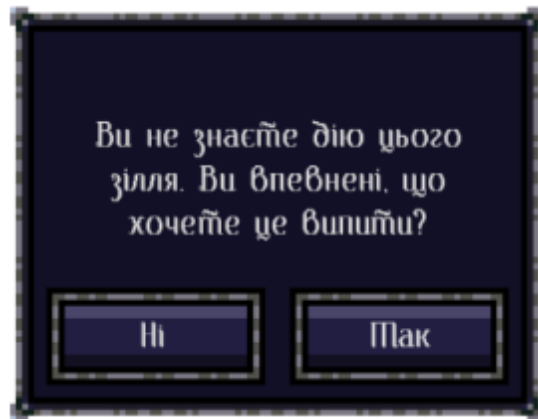 Ви не знаєте дію цього
зілля. Ви впевнені, що
хочете це випити?
Ні
Так